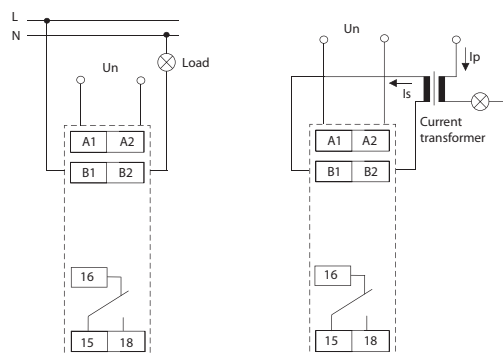 L
N
Un
Load
A1 A2
B1 B2
16
15 18
Un
Ip
Is
Current
transformer
A1 A2
B1 B2
16
15 18